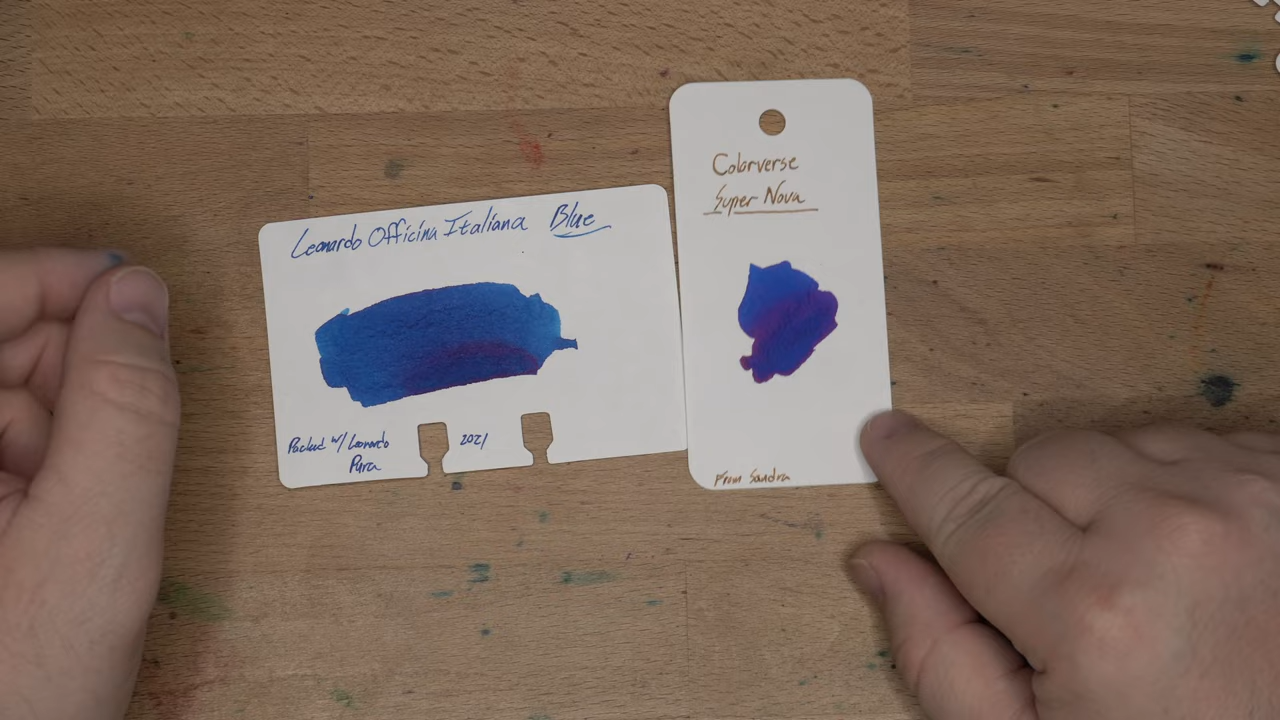 Leonardo Officina Italiana Blue
Packed w/ Leonardo
Pura
2021
Colorverse
Super Nova
From Sandra